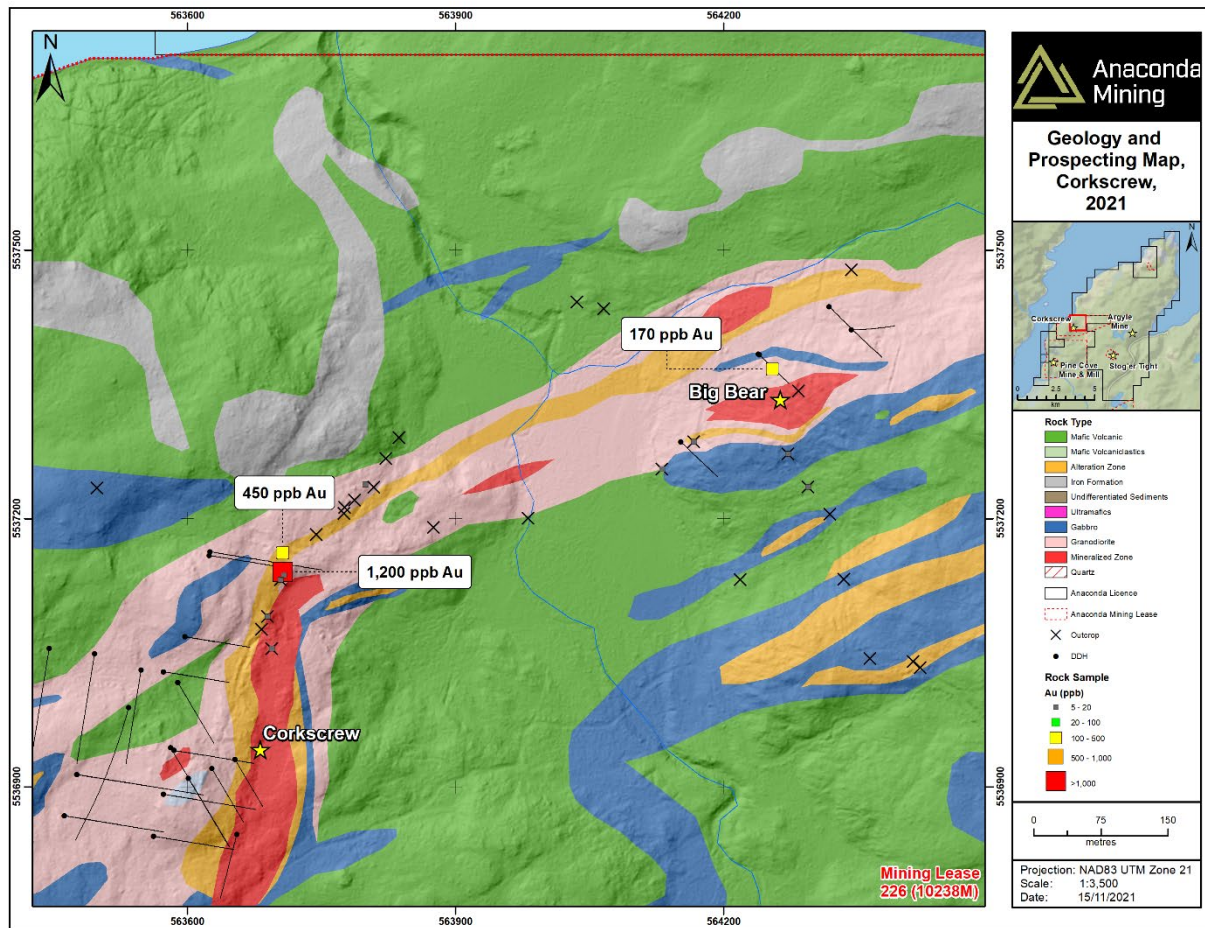 563600
563900
564200
N
5537500
5537500
170 ppb Au
Big Bear
450 ppb Au
5537200
5537200
1,200 ppb Au
Corkscrew
5536900
5536900
Mining Lease
226 (10238M)
563600
563900
564200
Anaconda
Mining
Geology and
Prospecting Map,
Corkscrew,
2021
N
Corkscrew
Argyle
Mine
Pine Cove
Mine & Mill
Stog'er Tight
0 2.5 5
km
Rock Type
Mafic Volcanic
Mafic Volcaniclastics
Alteration Zone
Iron Formation
Undifferentiated Sediments
Ultramafics
Gabbro
Granodiorite
Mineralized Zone
Quartz
Anaconda Licence
Anaconda Mining Lease
Outcrop
DDH
Rock Sample
Au (ppb)
5 - 20
20 - 100
100 - 500
500 - 1,000
>1,000
0 75 150
metres
Projection: NAD83 UTM Zone 21
Scale: 1:3,500
Date: 15/11/2021